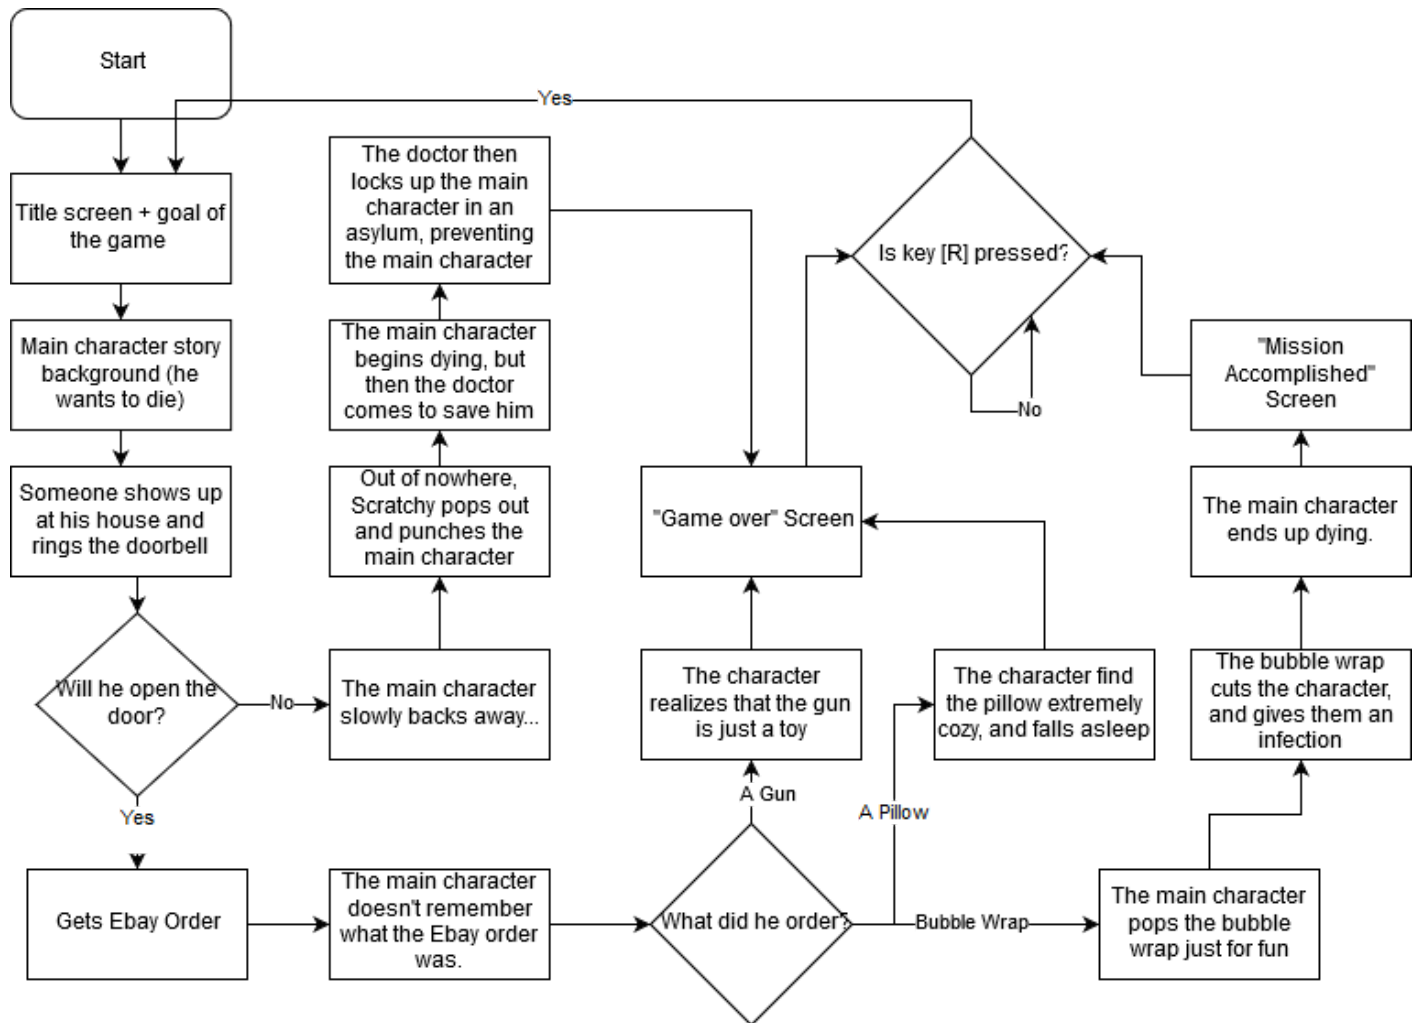 Start
Yes
Title screen + goal of
the game
The doctor then
locks up the main
character in an
asylum, preventing
the main character
Is key [R] pressed?
No
Main character story
background (he
wants to die)
The main character
begins dying, but
then the doctor
comes to save him
"Mission
Accomplished"
Screen
Someone shows up
at his house and
rings the doorbell
Out of nowhere,
Scratchy pops out
and punches the
main character
"Game over" Screen
The main character
ends up dying.
Will he open the
door?
No
The main character
slowly backs away...
The character
realizes that the gun
is just a toy
The character find
the pillow extremely
cozy, and falls asleep
The bubble wrap
cuts the character,
and gives them an
infection
Yes
A Gun
A Pillow
Gets Ebay Order
The main character
doesn't remember
what the Ebay order
was.
What did he order?
Bubble Wrap
The main character
pops the bubble
wrap just for fun